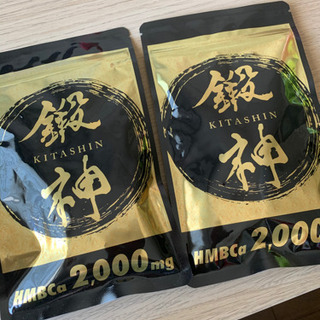 鍛
KITASHIN
神
HMBCa 2,000mg
鍛
KITASHIN
神
HMBCa 2,000